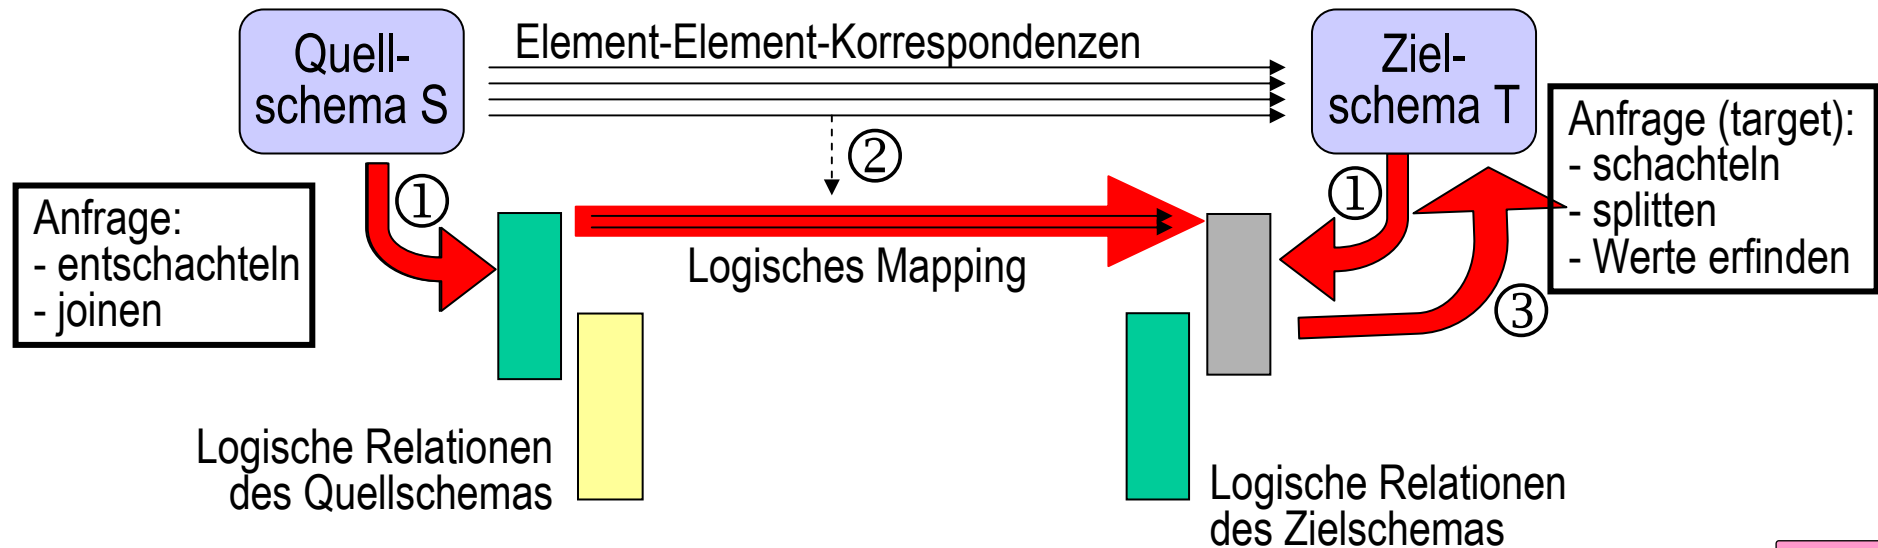 Quell-
schema S
Element-Element-Korrespondenzen
Ziel-
schema T
Anfrage (target):
- schachteln
- splitten
- Werte erfinden
①
②
①
③
Anfrage:
- entschachteln
- joinen
Logisches Mapping
Logische Relationen
des Quellschemas
Logische Relationen
des Zielschemas